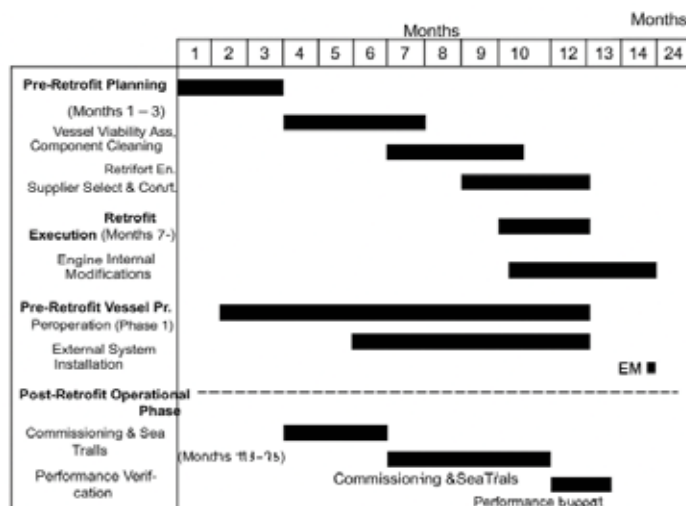 Months
Months
1 2 3 4 5 6 7 8 9 10 12 13 14 24
Pre-Retrofit Planning
(Months 1 – 3)
Vessel Viability Ass,
Component Cleaning
Retrifort En.
Supplier Select & Con/t.
Retrofit
Execution (Months 7-)
Engine Internal
Modifications
Pre-Retrofit Vessel Pr.
Peroperation (Phase 1)
External System
Installation
EM
Post-Retrofit Operational
Phase
Commissioning & Sea
Tralls
(Months
Commissioning &SeaTrials
Performance Verif-
cation
Performance